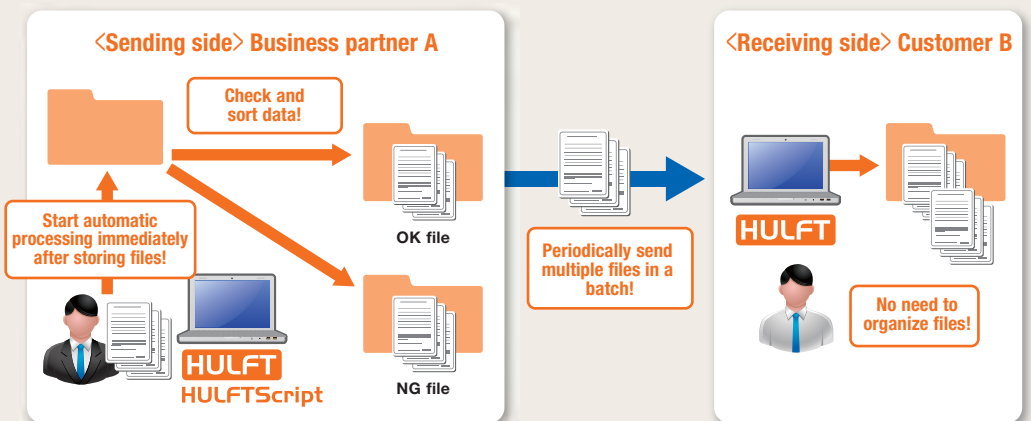 <Sending side> Business partner A
Check and
sort data!
Start automatic
processing immediately
after storing files!
OK file
HULFT
HULFTScript
NG file
Periodically send
multiple files in a
batch!
<Receiving side> Customer B
HULFT
No need to
organize files!